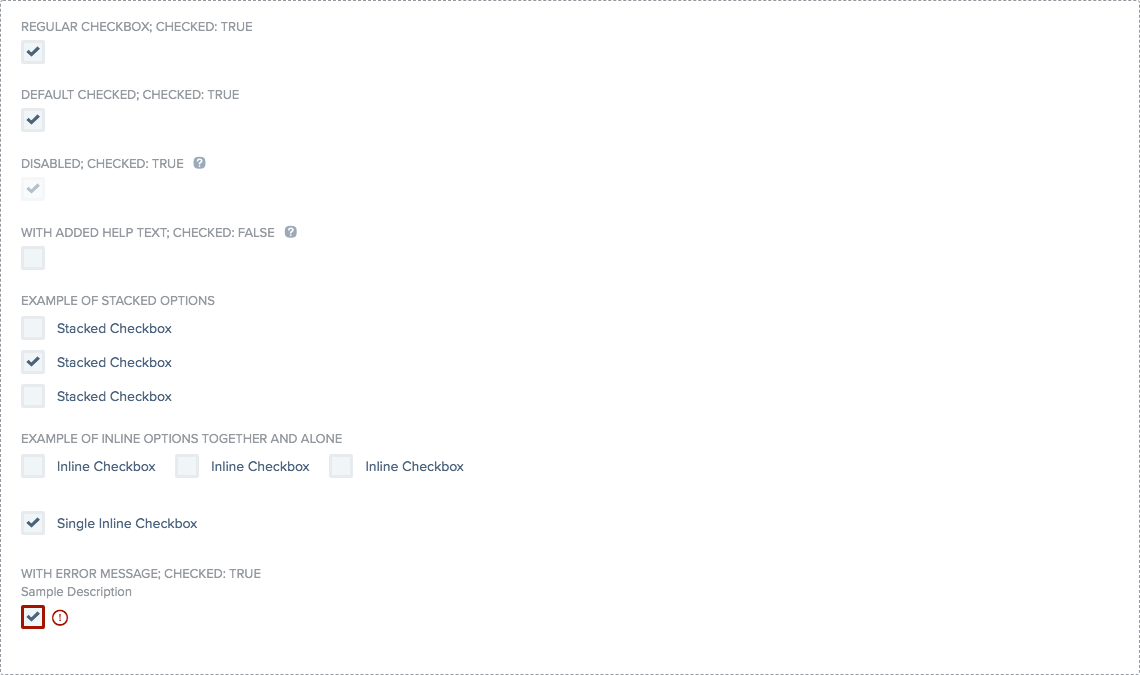 REGULAR CHECKBOX; CHECKED: TRUE
DEFAULT CHECKED; CHECKED: TRUE
DISABLED; CHECKED: TRUE ?
WITH ADDED HELP TEXT; CHECKED: FALSE ?
EXAMPLE OF STACKED OPTIONS
Stacked Checkbox
Stacked Checkbox
Stacked Checkbox
EXAMPLE OF INLINE OPTIONS TOGETHER AND ALONE
Inline Checkbox Inline Checkbox Inline Checkbox
Single Inline Checkbox
WITH ERROR MESSAGE; CHECKED: TRUE
Sample Description
!